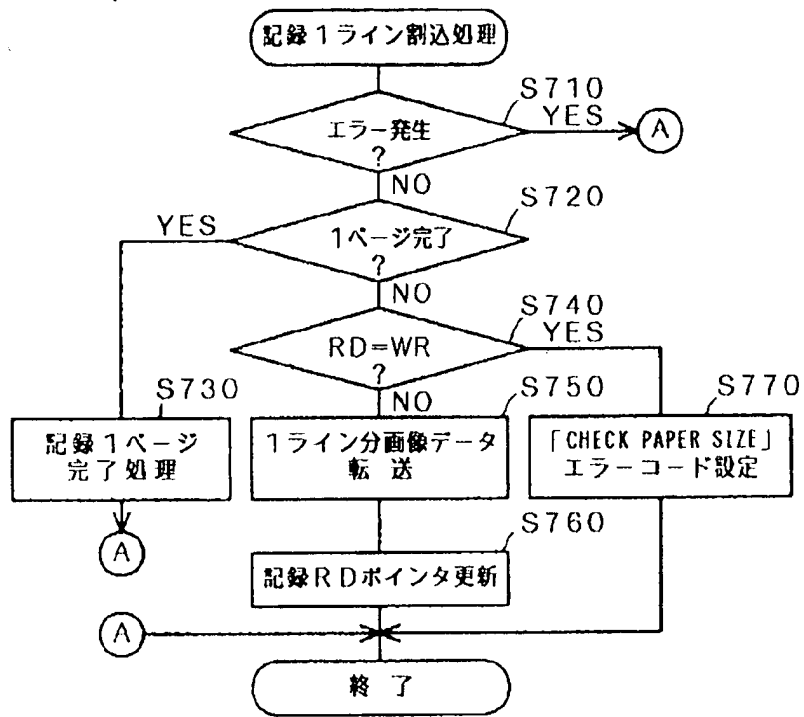 記録1ライン割込処理
S710
エラー発生
?
YES
A
NO
S720
YES
1ページ完了
?
NO
S740
RD=WR
?
YES
NO
S730
記録1ページ
完了処理
A
S750
1ライン分画像データ
転送
S770
「CHECK PAPER SIZE」
エラーコード設定
S760
記録RDポインタ更新
A
終了